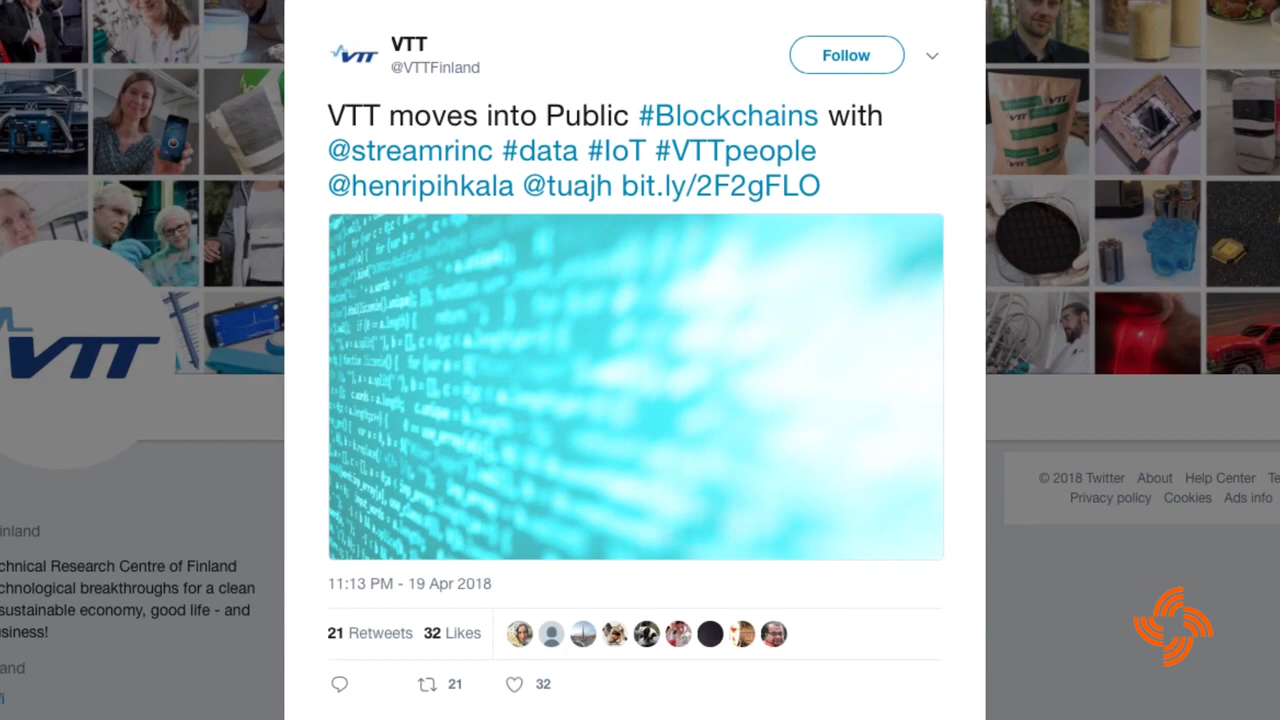 VTT
VTT
@VTTFinland
Follow
VTT moves into Public #Blockchains with
@streamrinc #data #IoT #VTTpeople
@henripihkala @tuajh bit.ly/2F2gFLO
11:13 PM - 19 Apr 2018
21 Retweets 32 Likes
21 32
VTT
inland
chnical Research Centre of Finland
chnological breakthroughs for a clean
sustainable economy, good life - and
usiness!
and
© 2018 Twitter About Help Center Te
Privacy policy Cookies Ads info